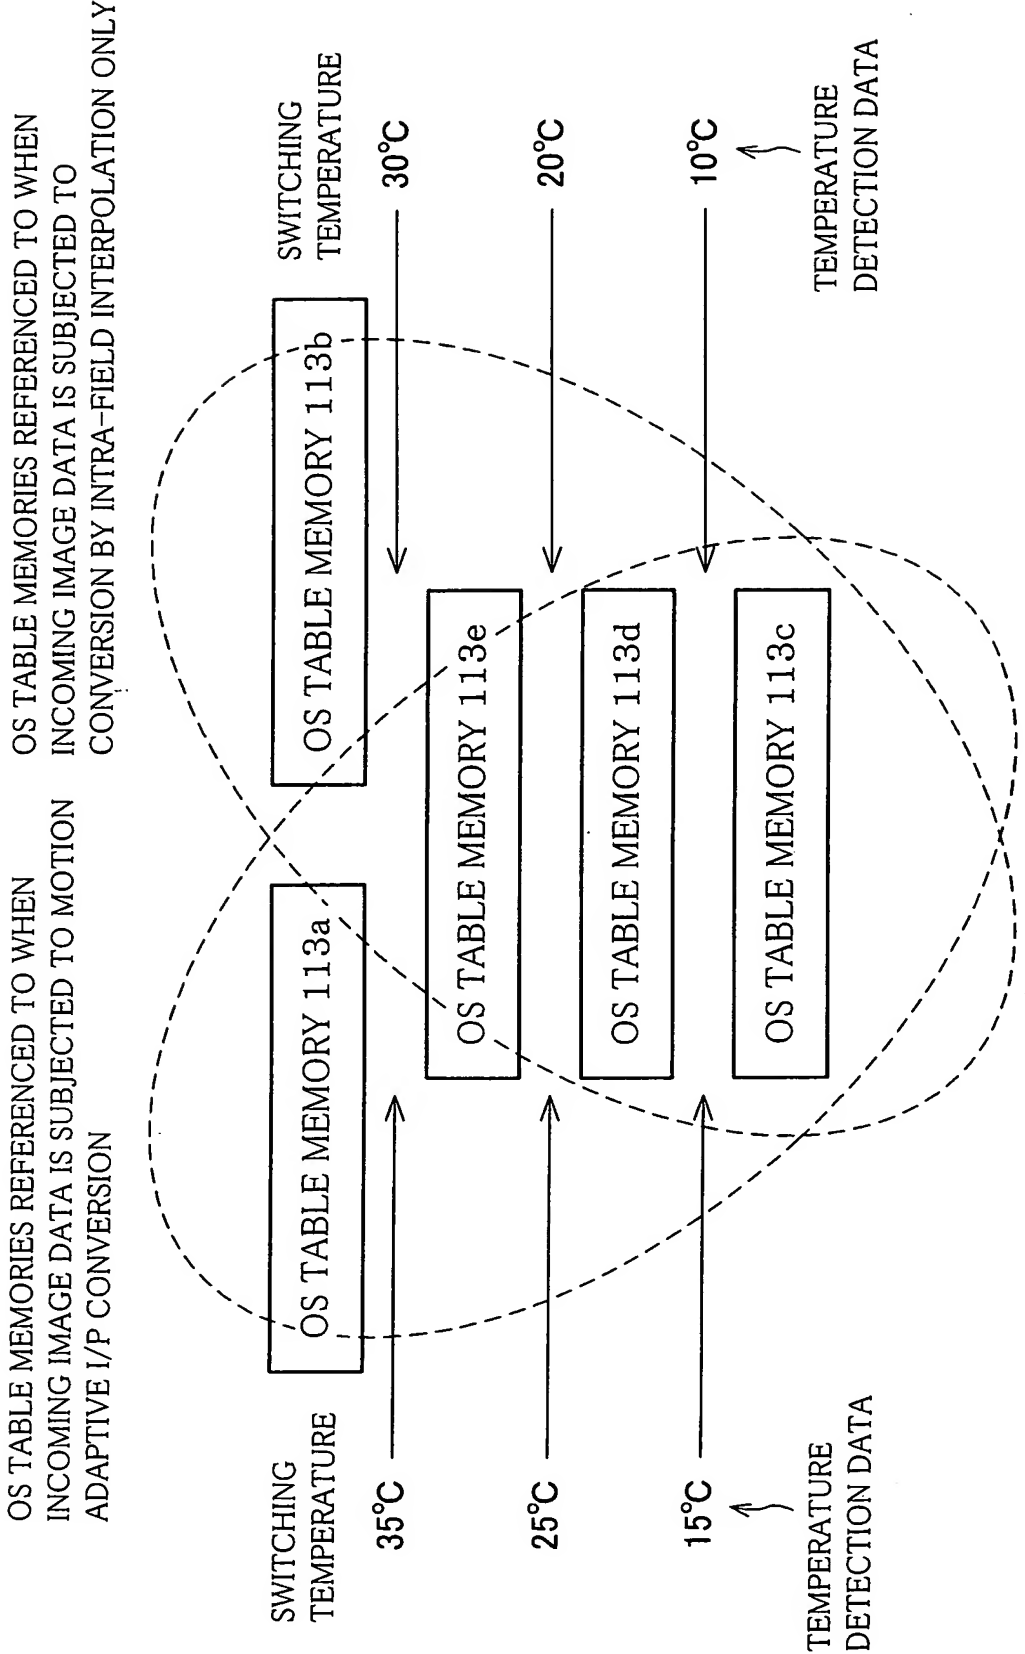 OS TABLE MEMORIES REFERENCED TO WHEN
INCOMING IMAGE DATA IS SUBJECTED TO MOTION
ADAPTIVE I/P CONVERSION
OS TABLE MEMORIES REFERENCED TO WHEN
INCOMING IMAGE DATA IS SUBJECTED TO
CONVERSION BY INTRA-FIELD INTERPOLATION ONLY
SWITCHING
TEMPERATURE
OS TABLE MEMORY 113a
OS TABLE MEMORY 113b
SWITCHING
TEMPERATURE
35°C
30°C
OS TABLE MEMORY 113e
25°C
20°C
OS TABLE MEMORY 113d
15°C
10°C
OS TABLE MEMORY 113c
TEMPERATURE
DETECTION DATA
TEMPERATURE
DETECTION DATA